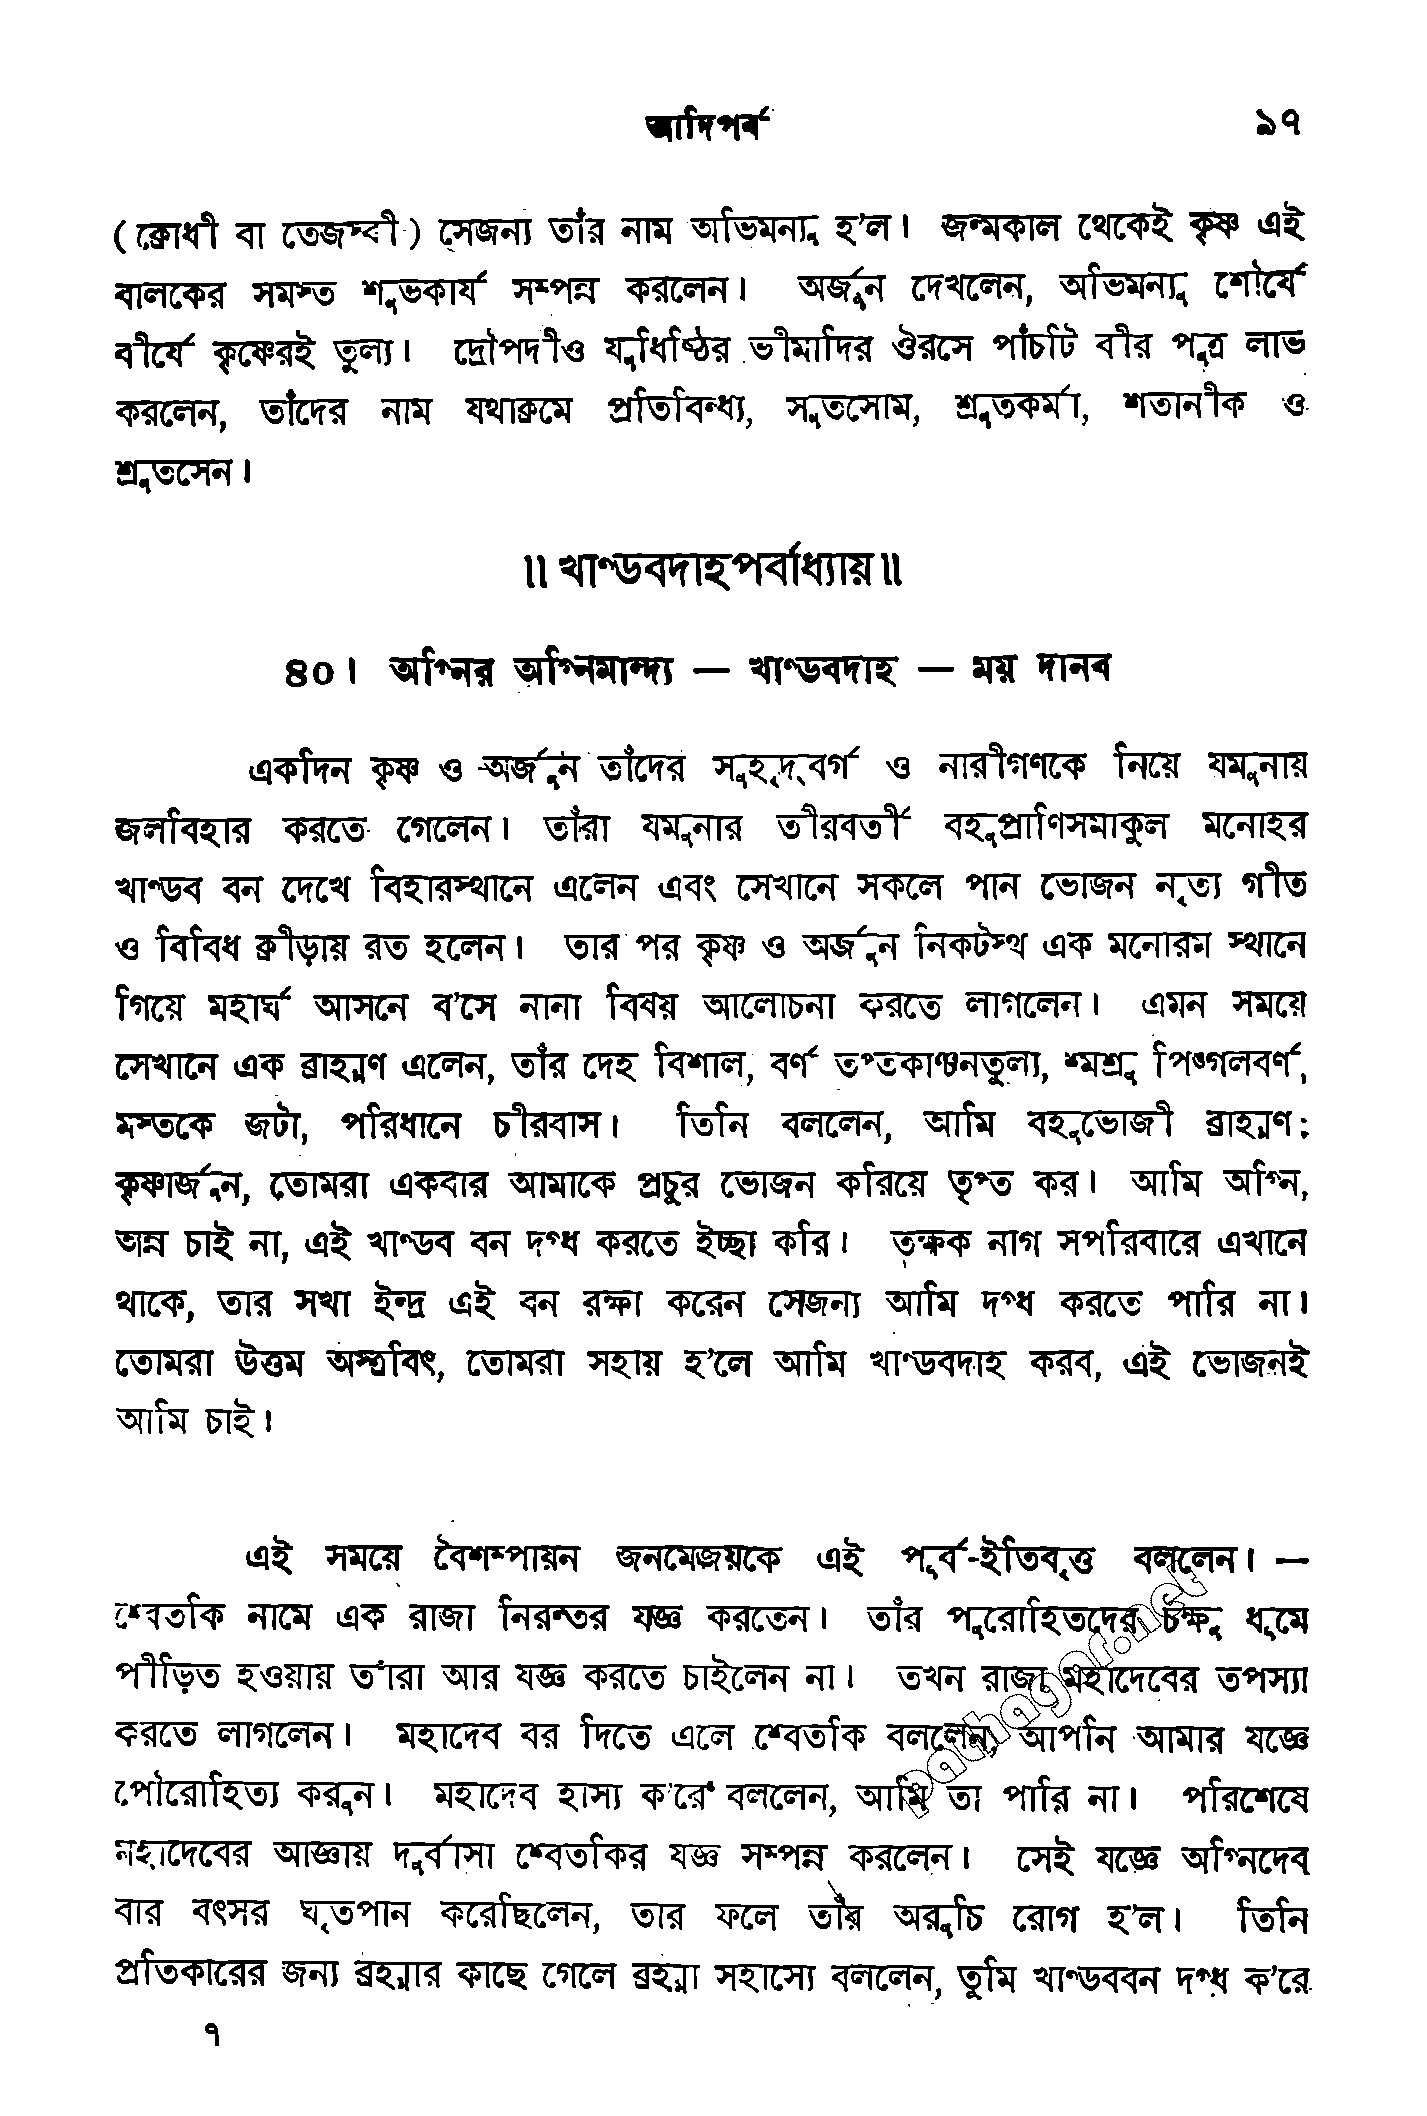 আদিপর্ব ৯৭
(ক্রোধী বা তেজস্বী) সেজন্য তাঁর নাম অভিমন্যু হ’ল। জন্মকাল থেকেই কৃষ্ণ এই
বালকের সমস্ত শুভকার্য সম্পন্ন করলেন। অর্জুন দেখলেন, অভিমন্যু শৌর্যে
বীর্যে কৃষ্ণেরই তুল্য। দ্রৌপদীও যুধিষ্ঠির ভীমাদির ঔরসে পাঁচটি বীর পুত্র লাভ
করলেন, তাঁদের নাম যথাক্রমে প্রতিবিন্ধ্য, সুতসোম, শ্রুতকর্মা, শতানীক ও
শ্রুতসেন।
॥ খাণ্ডবদাহপর্বাধ্যায় ॥
৪০। অগ্নির অগ্নিমান্দ্য — খাণ্ডবদাহ — ময় দানব
একদিন কৃষ্ণ ও অর্জুন তাঁদের সুহৃদ্‌বর্গ ও নারীগণকে নিয়ে যমুনায়
জলবিহার করতে গেলেন। তাঁরা যমুনার তীরবর্তী বহুপ্রাণিসমাকুল মনোহর
খাণ্ডব বন দেখে বিহারস্থানে এলেন এবং সেখানে সকলে পান ভোজন নৃত্য গীত
ও বিবিধ ক্রীড়ায় রত হলেন। তার পর কৃষ্ণ ও অর্জুন নিকটস্থ এক মনোরম স্থানে
গিয়ে মহার্ঘ আসনে ব’সে নানা বিষয় আলোচনা করতে লাগলেন। এমন সময়ে
সেখানে এক ব্রাহ্মণ এলেন, তাঁর দেহ বিশাল, বর্ণ তপ্তকাঞ্চনতুল্য, শ্মশ্রু পিঙ্গলবর্ণ,
মস্তকে জটা, পরিধানে চীরবাস। তিনি বললেন, আমি বহুভোজী ব্রাহ্মণ;
কৃষ্ণার্জুন, তোমরা একবার আমাকে প্রচুর ভোজন করিয়ে তৃপ্ত কর। আমি অগ্নি,
অন্ন চাই না, এই খাণ্ডব বন দগ্ধ করতে ইচ্ছা করি। তক্ষক নাগ সপরিবারে এখানে
থাকে, তার সখা ইন্দ্র এই বন রক্ষা করেন সেজন্য আমি দগ্ধ করতে পারি না।
তোমরা উত্তম অস্ত্রবিৎ, তোমরা সহায় হ’লে আমি খাণ্ডবদাহ করব, এই ভোজনই
আমি চাই।
এই সময়ে বৈশম্পায়ন জনমেজয়কে এই পূর্ব-ইতিবৃত্ত বললেন। —
শ্বেতকি নামে এক রাজা নিরন্তর যজ্ঞ করতেন। তাঁর পুরোহিতদের চক্ষু ধূমে
পীড়িত হওয়ায় তাঁরা আর যজ্ঞ করতে চাইলেন না। তখন রাজা মহাদেবের তপস্যা
করতে লাগলেন। মহাদেব বর দিতে এলে শ্বেতকি বললেন, আপনি আমার যজ্ঞে
পৌরোহিত্য করুন। মহাদেব হাস্য ক’রে বললেন, আমি তা পারি না। পরিশেষে
মহাদেবের আজ্ঞায় দুর্বাসা শ্বেতকির যজ্ঞ সম্পন্ন করলেন। সেই যজ্ঞে অগ্নিদেব
বার বৎসর ঘৃতপান করেছিলেন, তার ফলে তাঁর অরুচি রোগ হ’ল। তিনি
প্রতিকারের জন্য ব্রহ্মার কাছে গেলে ব্রহ্মা সহাস্যে বললেন, তুমি খাণ্ডববন দগ্ধ ক’রে
৭
pathagar.net